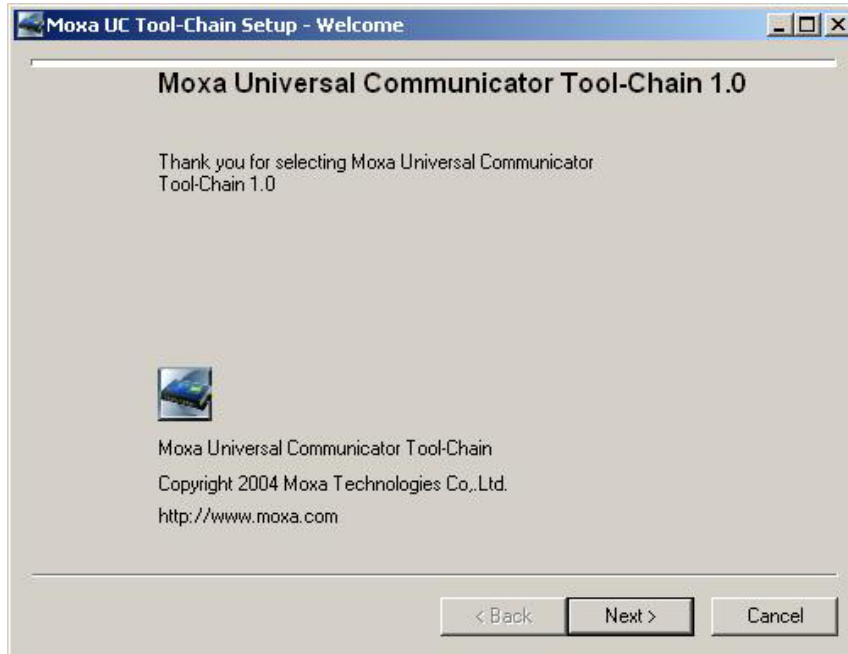 Moxa UC Tool-Chain Setup - Welcome
Moxa Universal Communicator Tool-Chain 1.0
Thank you for selecting Moxa Universal Communicator
Tool-Chain 1.0
Moxa Universal Communicator Tool-Chain
Copyright 2004 Moxa Technologies Co,.Ltd.
http://www.moxa.com
< Back Next > Cancel